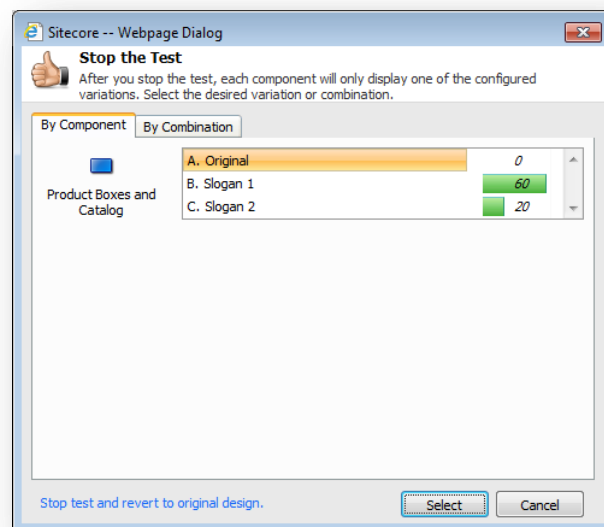 Sitecore -- Webpage Dialog
Stop the Test
After you stop the test, each component will only display one of the configured
variations. Select the desired variation or combination.
By Component By Combination
Product Boxes and
Catalog
A. Original 0
B. Slogan 1 60
C. Slogan 2 20
Stop test and revert to original design. Select Cancel